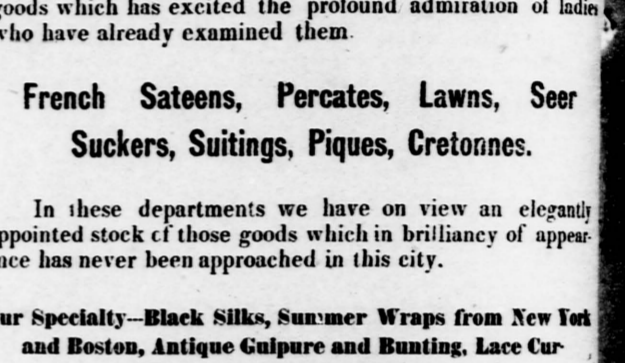 goods which has excited the profound admiration of ladies
who have already examined them.
French Sateens, Percates, Lawns, Seer
Suckers, Suitings, Piques, Cretonnes.
In these departments we have on view an elegantly
ppointed stock of those goods which in brilliancy of appear-
nce has never been approached in this city.
ur Specialty—Black Silks, Summer Wraps from New York
and Boston, Antique Guipure and Bunting, Lace Cur-